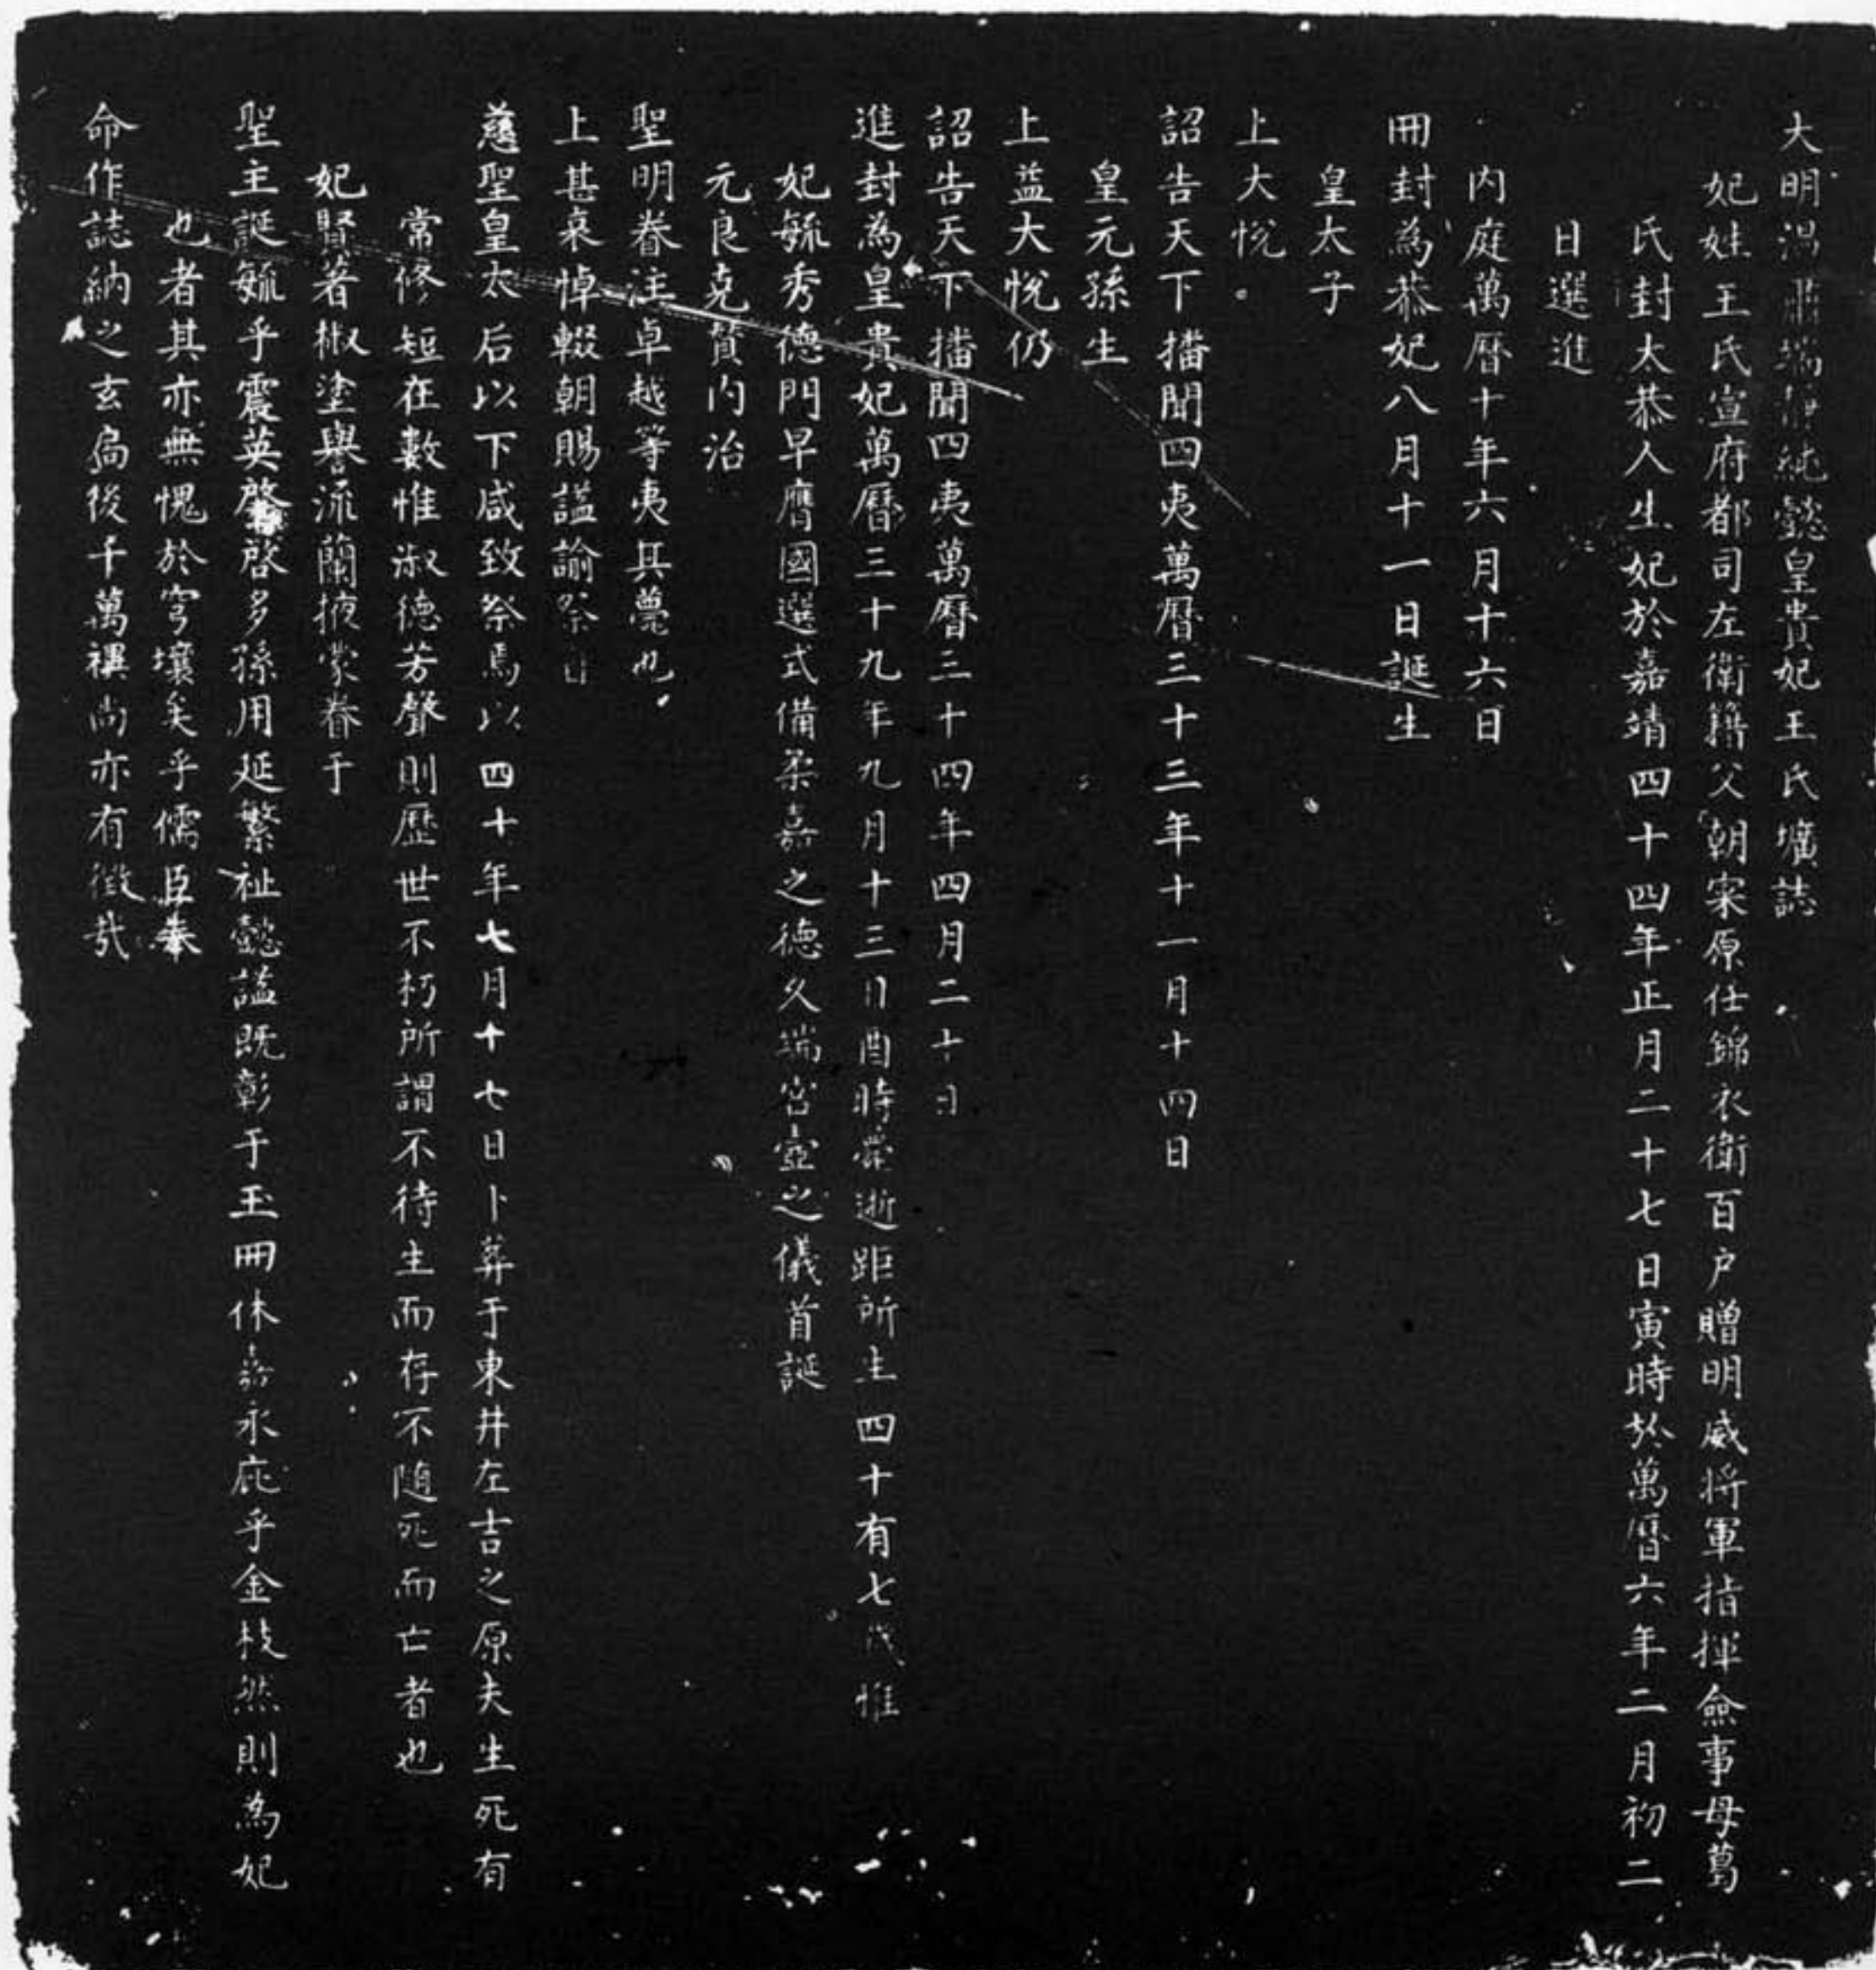 大明温肅端靜純懿皇貴妃王氏壙誌
妃姓王氏宣府都司左衛籍父朝寀原任錦衣衛百户贈明威将軍指揮僉事母葛
氏封太恭人生妃於嘉靖四十四年正月二十七日寅時於萬曆六年二月初二
日選進
内庭萬曆十年六月十六日
冊封為恭妃八月十一日誕生
皇太子
上大悅
詔告天下播聞四夷萬曆三十三年十一月十四日
皇元孫生
上益大悅仍
詔告天下播聞四夷萬曆三十四年四月二十日
進封為皇貴妃萬曆三十九年九月十三日酉時薨逝距所生四十有七歲惟
妃毓秀德門早膺國選式備柔嘉之德久端宮壼之儀首誕
元良克贊内治
聖明眷注卓越等夷其薨也
上甚哀悼輟朝賜諡諭祭自
慈聖皇太后以下咸致祭焉以四十年七月十七日卜葬于東井左吉之原夫生死有
常修短在數惟淑德芳聲則歷世不朽所謂不待生而存不随死而亡者也
妃賢著椒塗譽流蘭掖蒙眷于
聖主誕毓乎震英啓多孫用延繁祉懿諡既彰于玉冊休嘉永庇乎金枝然則為妃
也者其亦無愧於穹壤矣乎儒臣奉
命作誌納之玄扃後千萬禩尚亦有徵哉